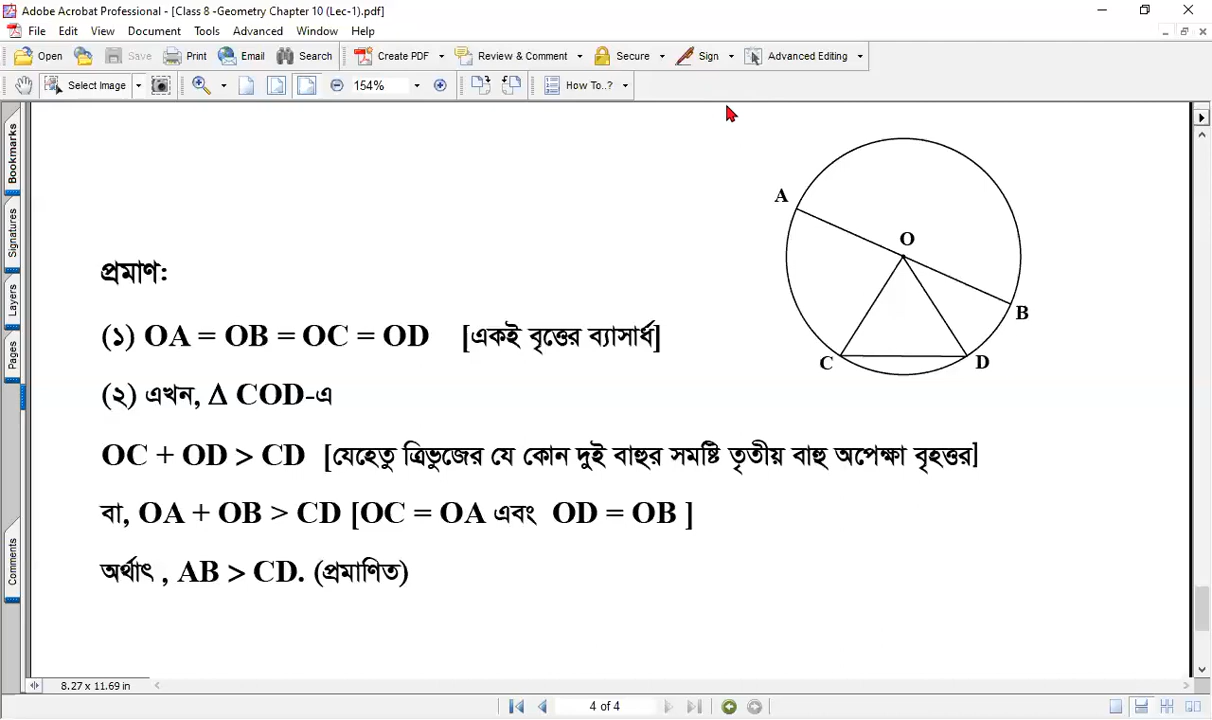 Adobe Acrobat Professional - [Class 8 -Geometry Chapter 10 (Lec-1).pdf]
File Edit View Document Tools Advanced Window Help
Open Save Print Email Search Create PDF Review & Comment Secure Sign Advanced Editing
Select Image 154% How To..?
Bookmarks
Signatures
Layers
Pages
Comments
A
O
B
C
D
প্রমাণ:
(১) OA = OB = OC = OD [একই বৃত্তের ব্যাসার্ধ]
(২) এখন, Δ COD-এ
OC + OD > CD [যেহেতু ত্রিভুজের যে কোন দুই বাহুর সমষ্টি তৃতীয় বাহু অপেক্ষা বৃহত্তর]
বা, OA + OB > CD [OC = OA এবং OD = OB ]
অর্থাৎ , AB > CD. (প্রমাণিত)
8.27 x 11.69 in
4 of 4